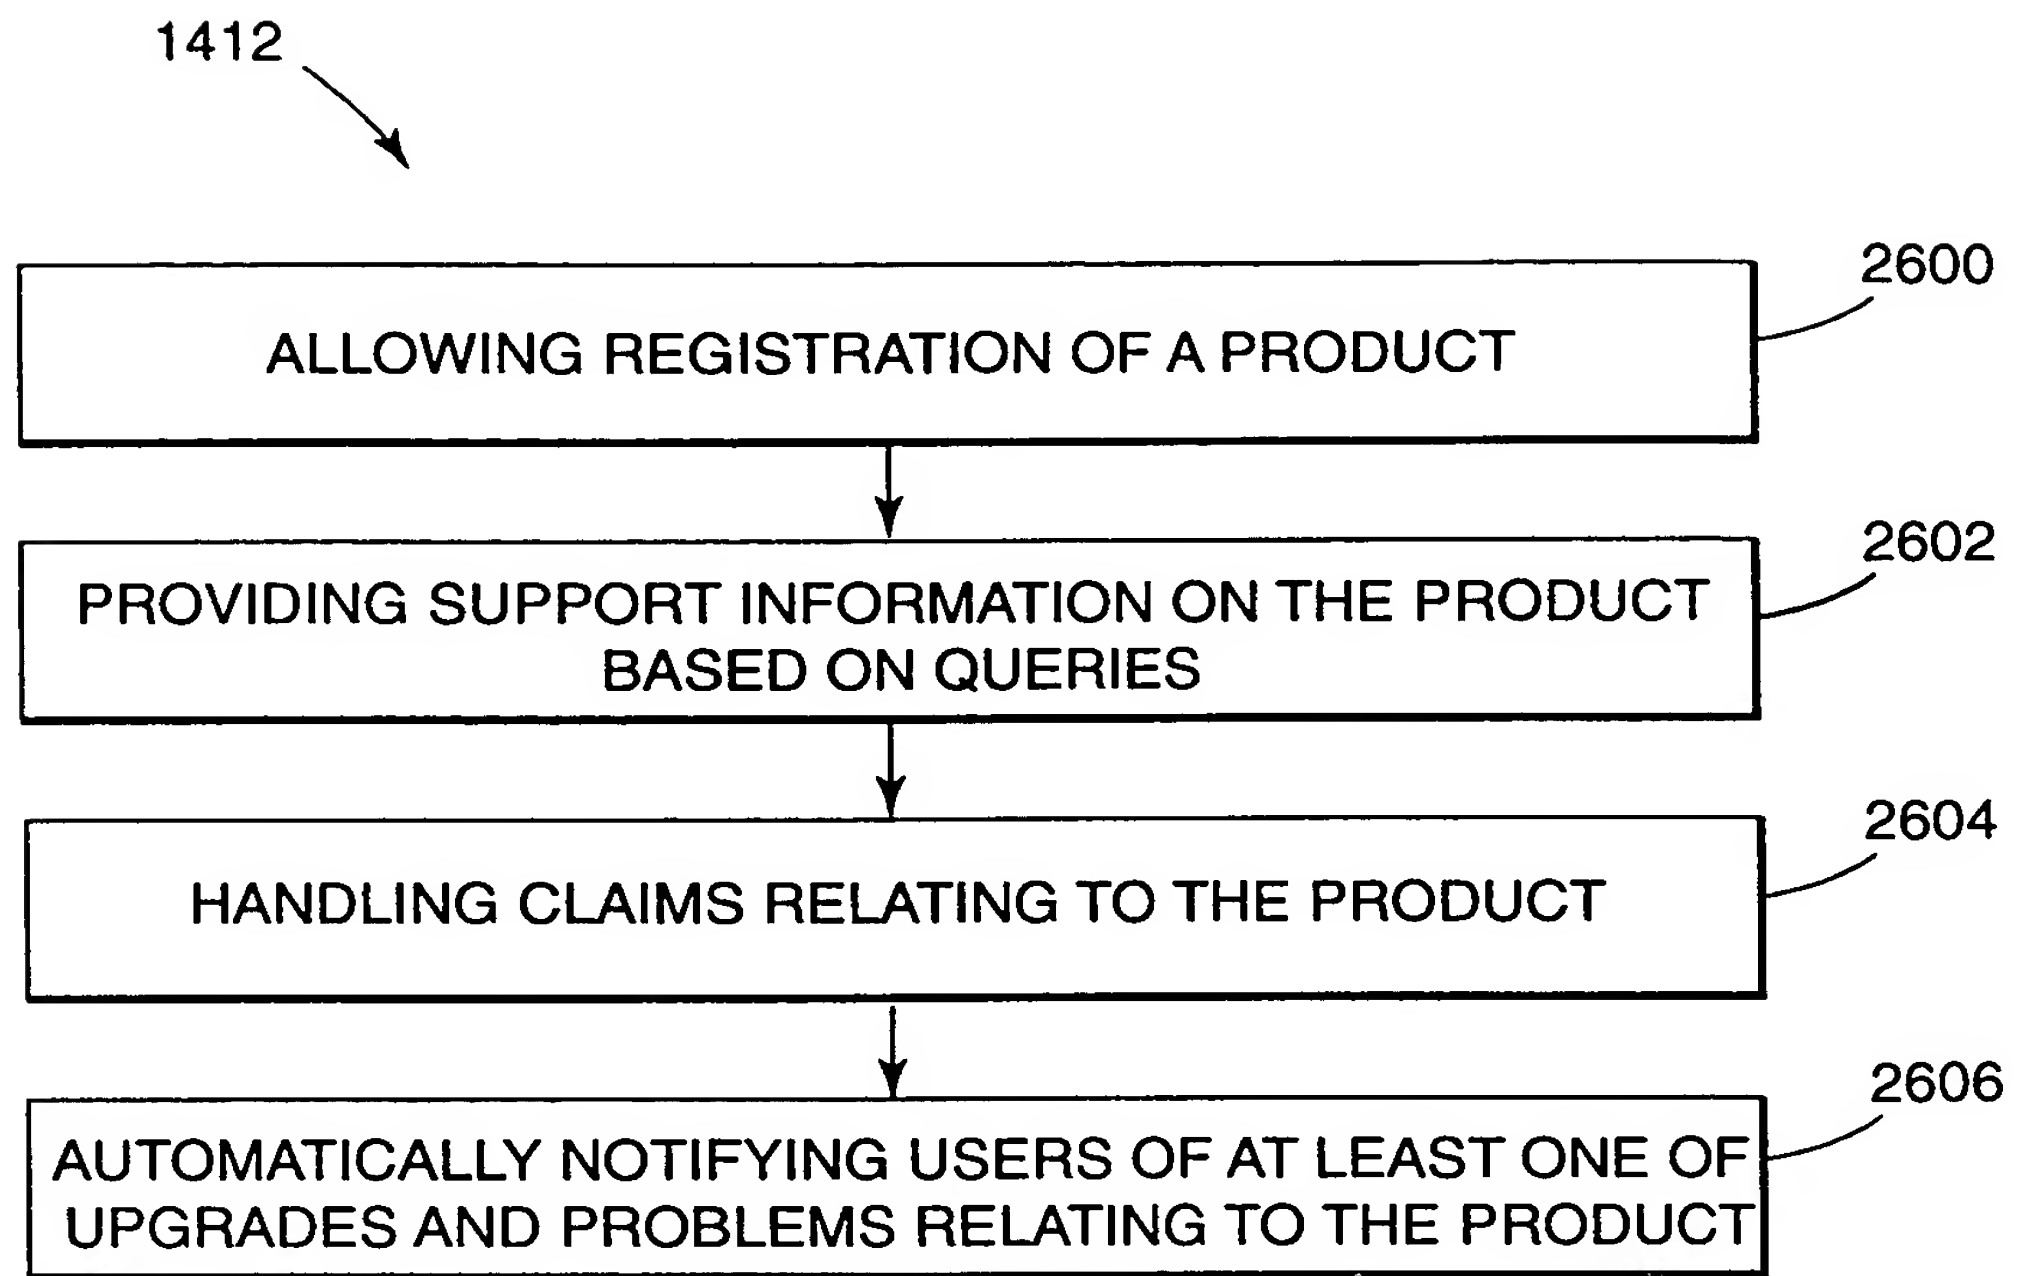 1412
2600
ALLOWING REGISTRATION OF A PRODUCT
2602
PROVIDING SUPPORT INFORMATION ON THE PRODUCT
BASED ON QUERIES
2604
HANDLING CLAIMS RELATING TO THE PRODUCT
2606
AUTOMATICALLY NOTIFYING USERS OF AT LEAST ONE OF
UPGRADES AND PROBLEMS RELATING TO THE PRODUCT